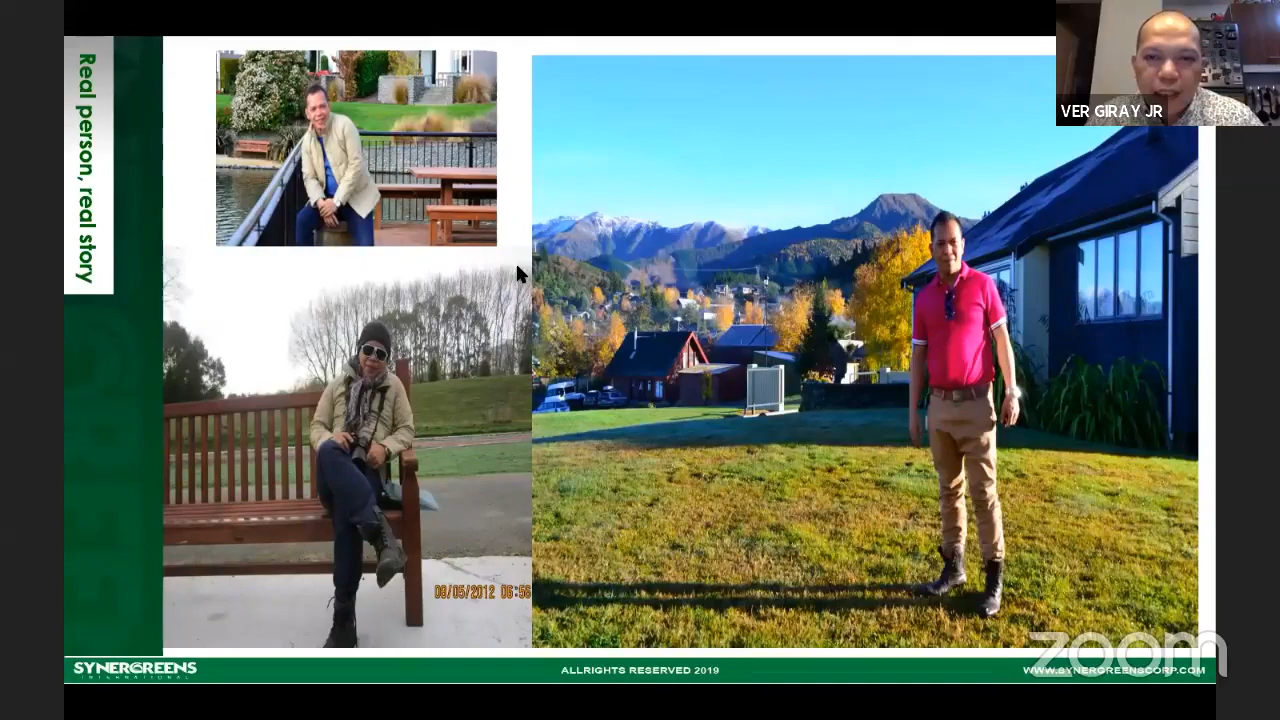 Real person, real story
VER GIRAY JR
08/05/2012 06:56
SYNERGREENS
INTERNATIONAL
ALLRIGHTS RESERVED 2019
WWW.SYNERGREENSCORP.COM
zoom